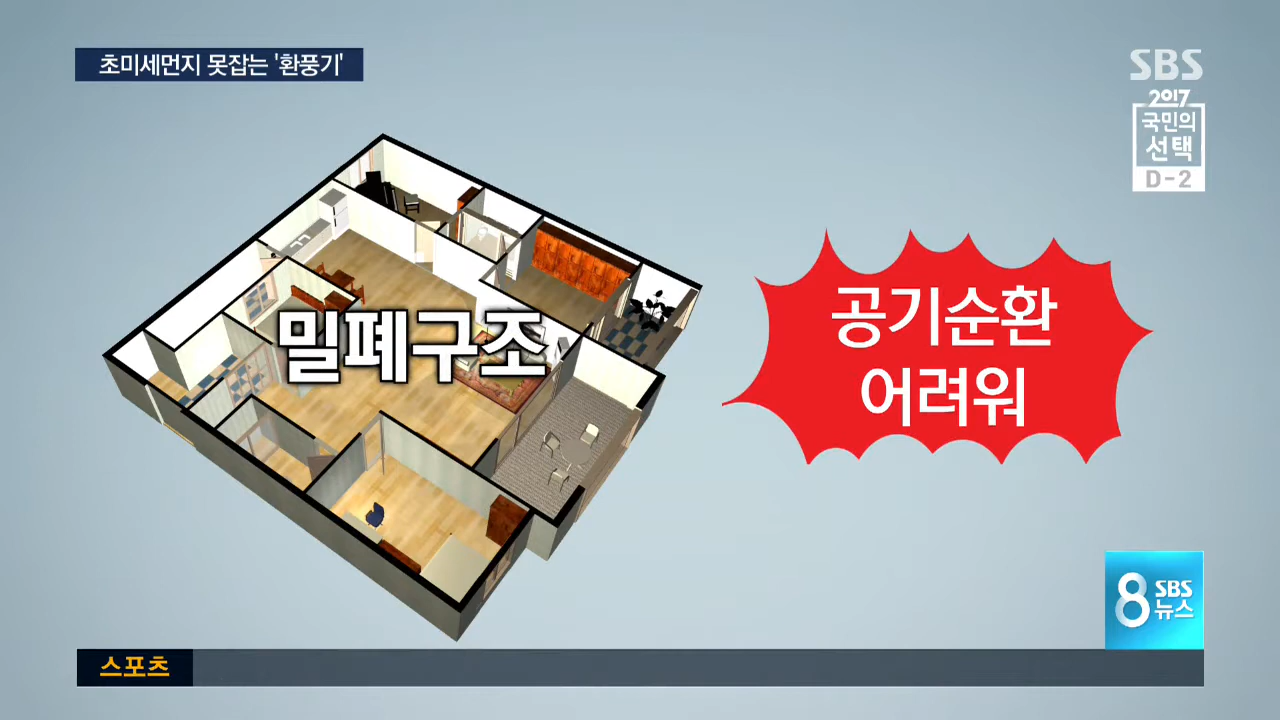 초미세먼지 못잡는 '환풍기'
SBS
2017
국민의
선택
D-2
밀폐구조
공기순환
어려워
8 SBS
뉴스
스포츠